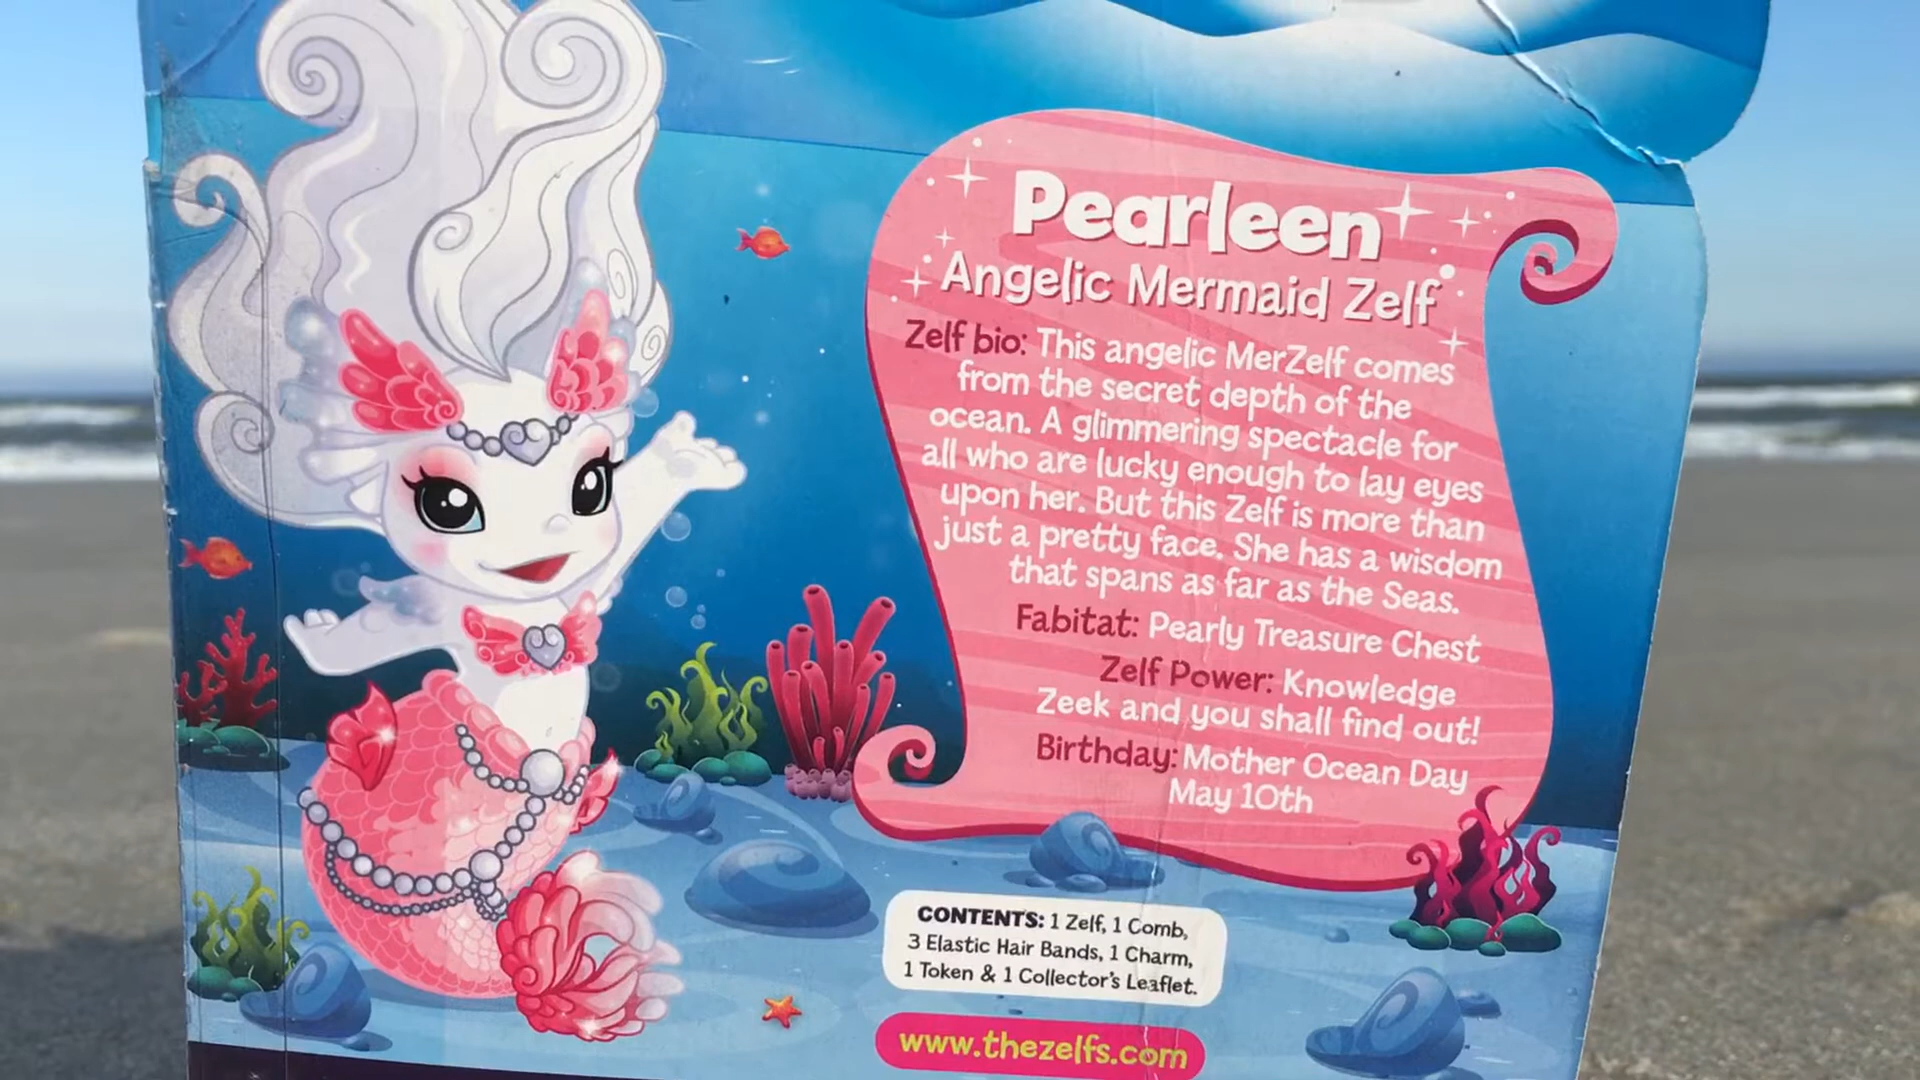 Pearleen
Angelic Mermaid Zelf
Zelf bio: This angelic MerZelf comes
from the secret depth of the
ocean. A glimmering spectacle for
all who are lucky enough to lay eyes
upon her. But this Zelf is more than
just a pretty face. She has a wisdom
that spans as far as the Seas.
Fabitat: Pearly Treasure Chest
Zelf Power: Knowledge
Zeek and you shall find out!
Birthday: Mother Ocean Day
May 10th
CONTENTS: 1 Zelf, 1 Comb,
3 Elastic Hair Bands, 1 Charm,
1 Token & 1 Collector's Leaflet.
www.thezelfs.com